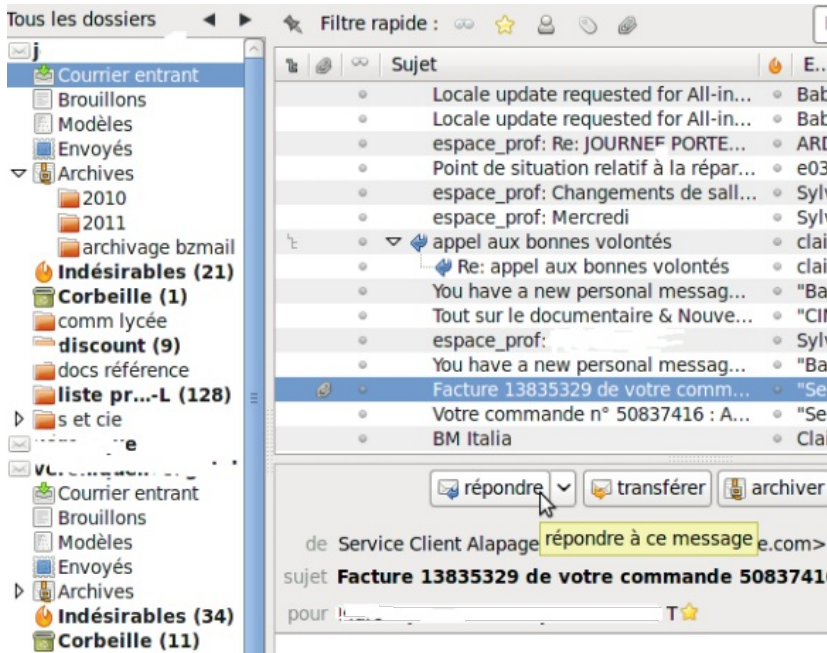 Tous les dossiers
j
Courrier entrant
Brouillons
Modèles
Envoyés
Archives
2010
2011
archivage bzmail
Indésirables (21)
Corbeille (1)
comm lycée
discount (9)
docs référence
liste pr...-L (128)
s et cie
e
Courrier entrant
Brouillons
Modèles
Envoyés
Archives
Indésirables (34)
Corbeille (11)
Filtre rapide :
Sujet E...
Locale update requested for All-in... Bab
Locale update requested for All-in... Bab
espace_prof: Re: JOURNEE PORTE... ARD
Point de situation relatif à la répar... e03
espace_prof: Changements de sall... Sylv
espace_prof: Mercredi Sylv
appel aux bonnes volontés clai
Re: appel aux bonnes volontés clai
You have a new personal messag... "Ba
Tout sur le documentaire & Nouve... "CIN
espace_prof: Sylv
You have a new personal messag... "Ba
Facture 13835329 de votre comm... "Se
Votre commande n° 50837416 : A... "Se
BM Italia Clai
répondre transférer archiver
répondre à ce message
de Service Client Alapage e.com>
sujet Facture 13835329 de votre commande 5083741
pour T